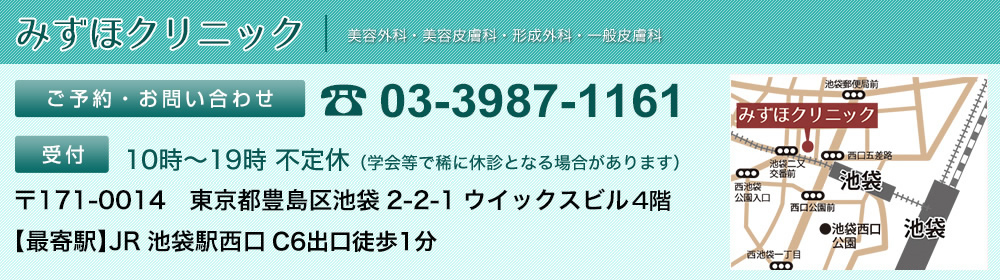 みずほクリニック
美容外科・美容皮膚科・形成外科・一般皮膚科
ご予約・お問い合わせ
☎ 03-3987-1161
受付
10時～19時 不定休（学会等で稀に休診となる場合があります）
〒171-0014　東京都豊島区池袋 2-2-1 ウイックスビル4階
【最寄駅】JR 池袋駅西口 C6出口徒歩1分
池袋郵便局前
みずほクリニック
西口五差路
池袋二又
交番前
池袋
西池袋
公園入口
西口公園前
池袋西口
公園
池袋
西池袋一丁目